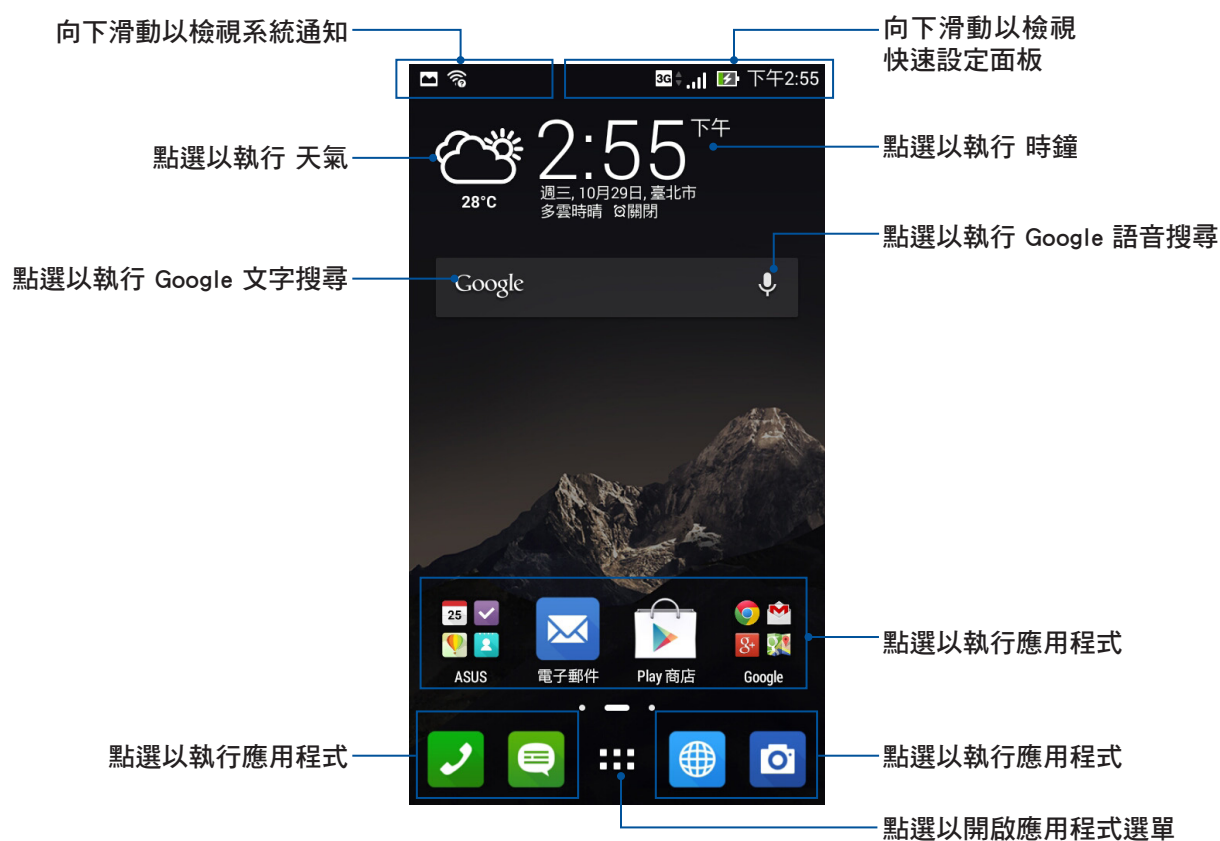 向下滑動以檢視系統通知
向下滑動以檢視
快速設定面板
3G 下午2:55
點選以執行 天氣
2:55 下午
點選以執行 時鐘
28°C
週三, 10月29日, 臺北市
多雲時晴 關閉
點選以執行 Google 語音搜尋
點選以執行 Google 文字搜尋
Google
25
8+
點選以執行應用程式
ASUS
電子郵件
Play 商店
Google
點選以執行應用程式
點選以執行應用程式
點選以開啟應用程式選單